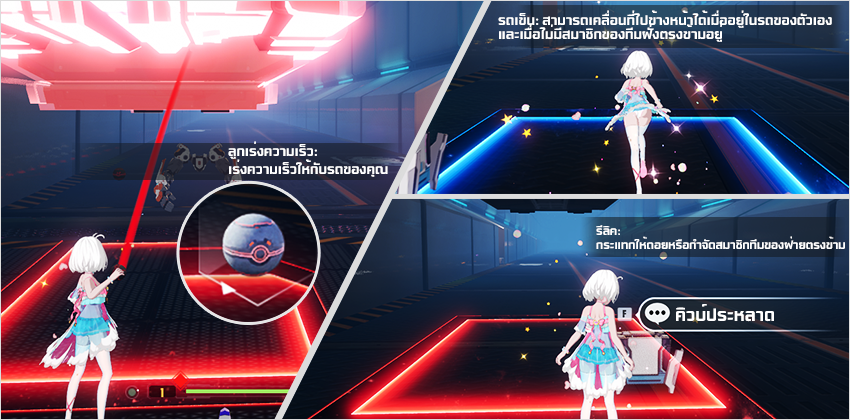 ลูกเร่งความเร็ว:
เร่งความเร็วให้กับรถของคุณ
1
รถเข็น: สามารถเคลื่อนที่ไปข้างหน้าได้เมื่ออยู่ในรถของตัวเอง
และเมื่อไม่มีสมาชิกของทีมฝั่งตรงข้ามอยู่
รีลิค:
กระแทกให้ถอยหรือกำจัดสมาชิกทีมของฝ่ายตรงข้าม
F
คิวบ์ประหลาด